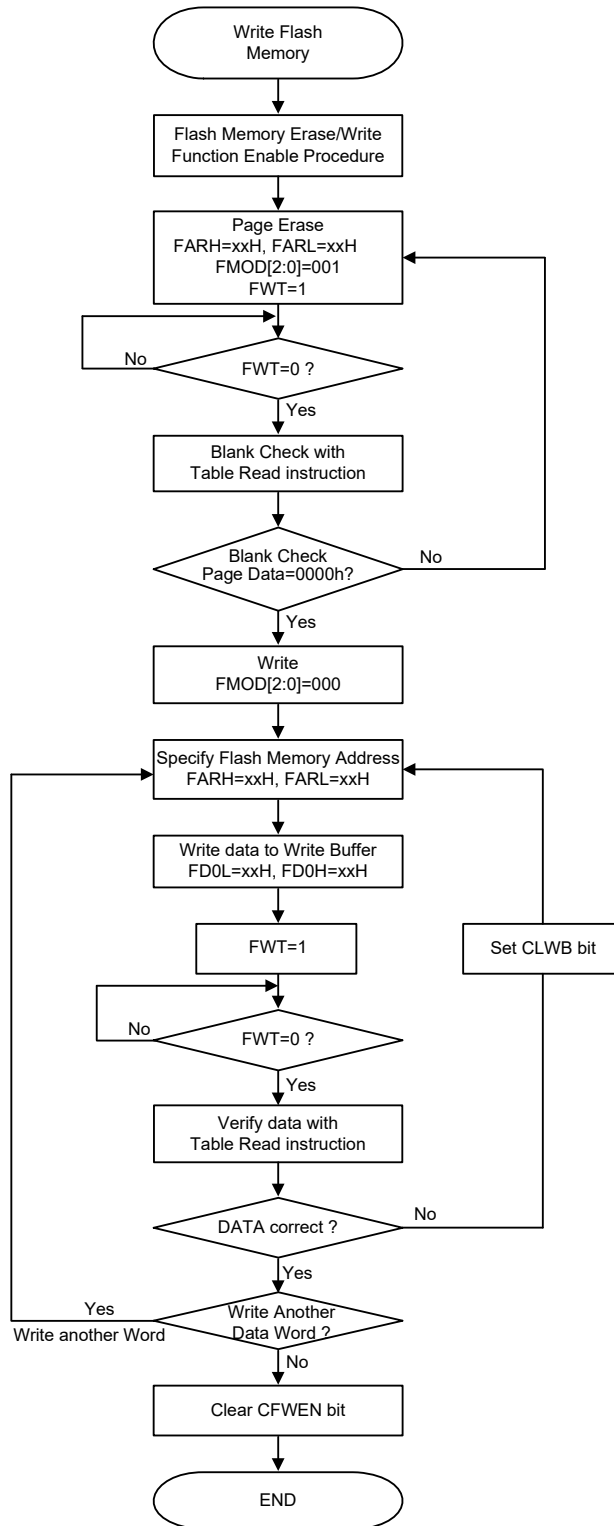 Write Flash
Memory
Flash Memory Erase/Write
Function Enable Procedure
Page Erase
FARH=xxH, FARL=xxH
FMOD[2:0]=001
FWT=1
No
FWT=0 ?
Yes
Blank Check with
Table Read instruction
Blank Check
Page Data=0000h?
No
Yes
Write
FMOD[2:0]=000
Specify Flash Memory Address
FARH=xxH, FARL=xxH
Write data to Write Buffer
FD0L=xxH, FD0H=xxH
FWT=1
Set CLWB bit
No
FWT=0 ?
Yes
Verify data with
Table Read instruction
DATA correct ?
No
Yes
Yes
Write another Word
Write Another
Data Word ?
No
Clear CFWEN bit
END